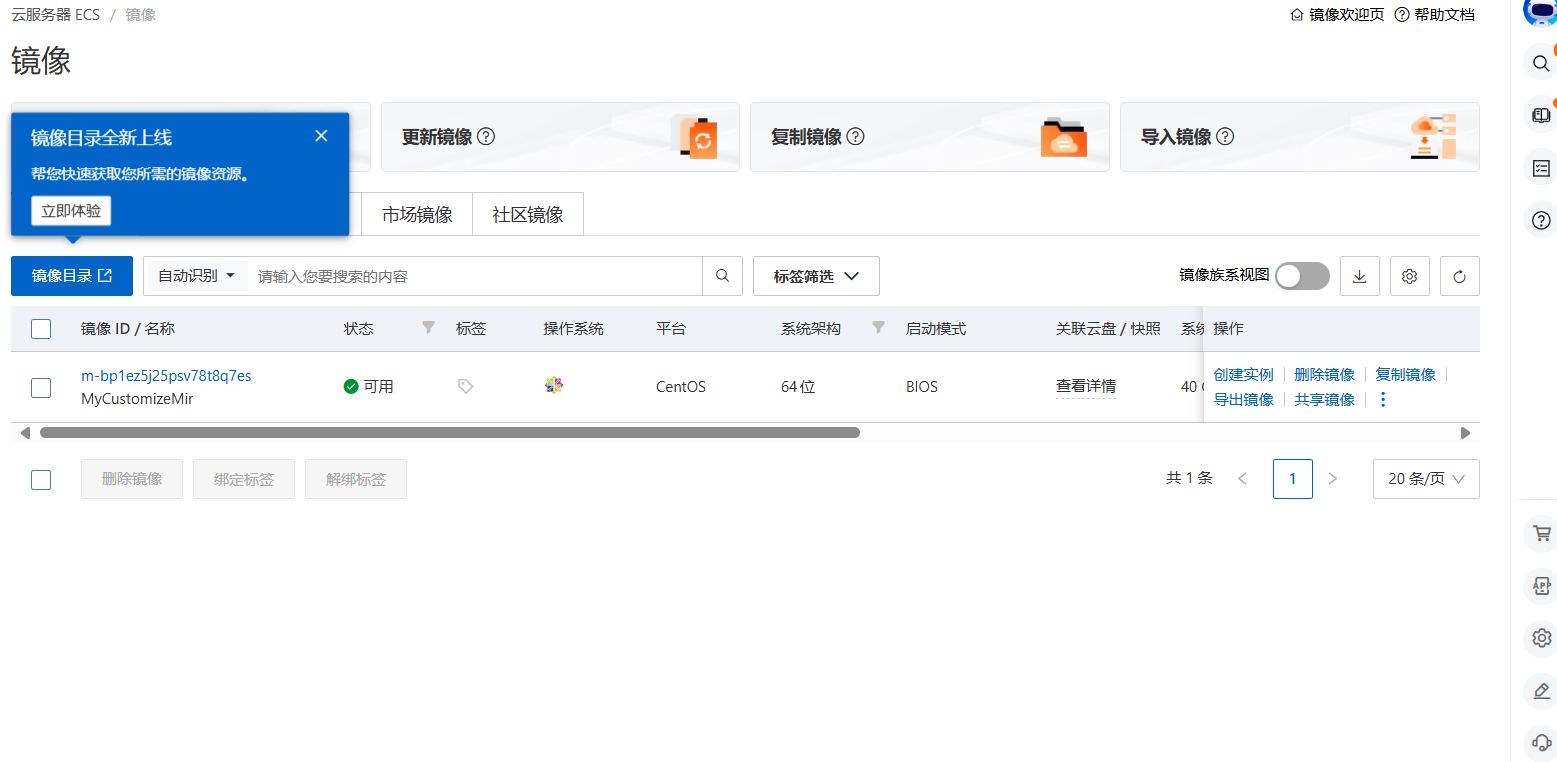 云服务器 ECS / 镜像
镜像欢迎页 帮助文档
镜像
镜像目录全新上线
帮您快速获取您所需的镜像资源。
立即体验
更新镜像
复制镜像
导入镜像
市场镜像 社区镜像
镜像目录 自动识别 请输入您要搜索的内容 标签筛选 镜像族系视图
镜像 ID / 名称 状态 标签 操作系统 平台 系统架构 启动模式 关联云盘 / 快照 系统 操作
m-bp1ez5j25psv78t8q7es
MyCustomizeMir
可用 CentOS 64 位 BIOS 查看详情 40
创建实例 删除镜像 复制镜像
导出镜像 共享镜像
删除镜像 绑定标签 解绑标签 共 1 条 < 1 > 20 条/页
API